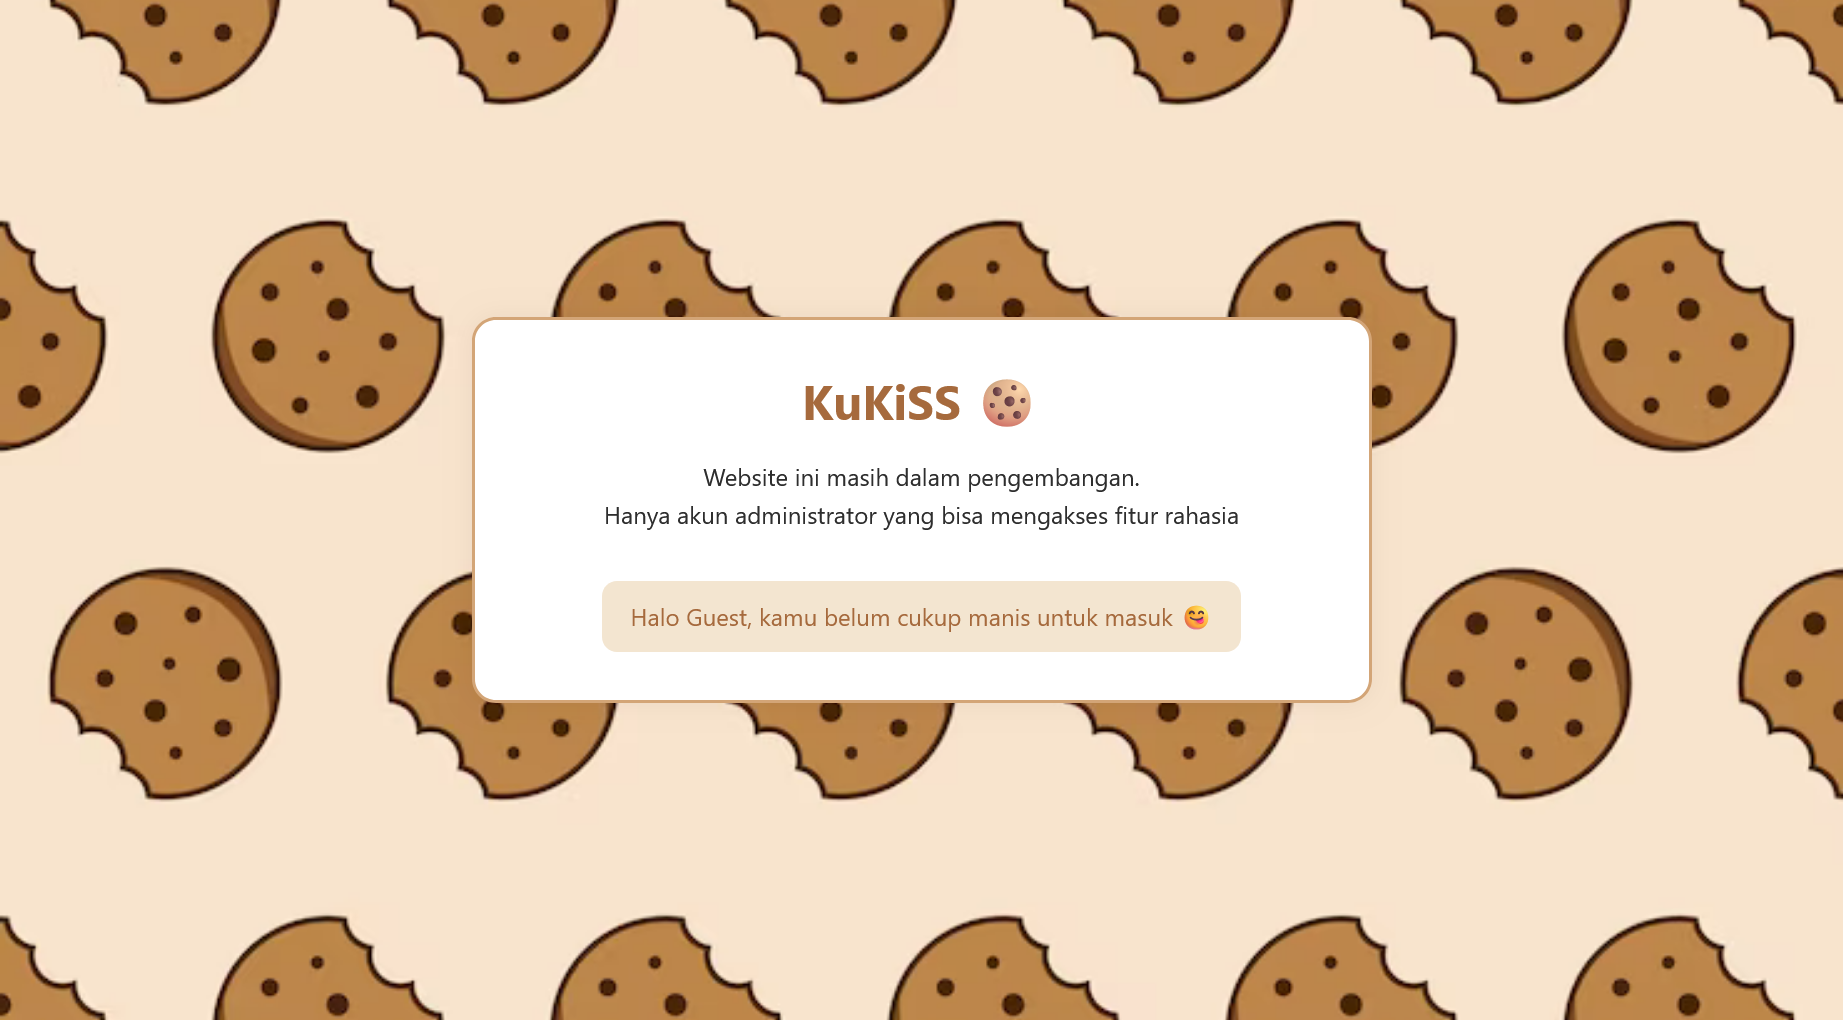 KuKiSS 🍪
Website ini masih dalam pengembangan.
Hanya akun administrator yang bisa mengakses fitur rahasia
Halo Guest, kamu belum cukup manis untuk masuk 😋